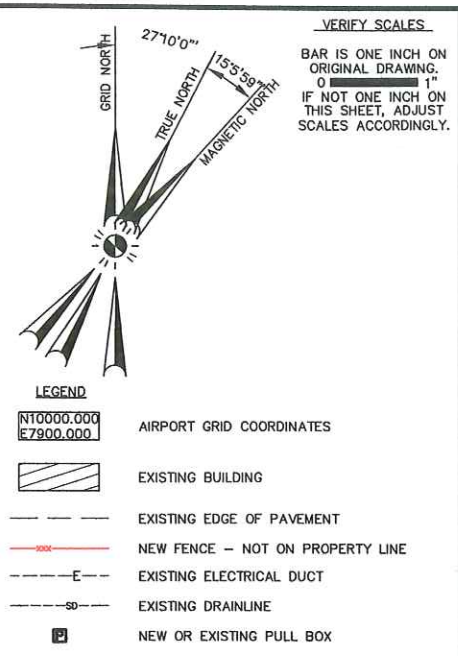 27°10'0"
15°5'59"
GRID NORTH
TRUE NORTH
MAGNETIC NORTH
VERIFY SCALES
BAR IS ONE INCH ON
ORIGINAL DRAWING.
0 1"
IF NOT ONE INCH ON
THIS SHEET, ADJUST
SCALES ACCORDINGLY.
LEGEND
N10000.000
E7900.000
AIRPORT GRID COORDINATES
EXISTING BUILDING
EXISTING EDGE OF PAVEMENT
XXX NEW FENCE - NOT ON PROPERTY LINE
E EXISTING ELECTRICAL DUCT
SD EXISTING DRAINLINE
P NEW OR EXISTING PULL BOX